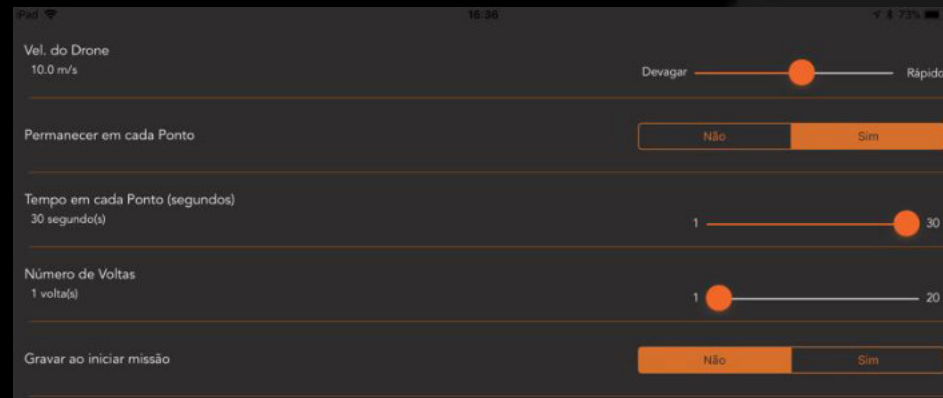 iPad 16:36 73%
Vel. do Drone
10.0 m/s
Devagar Rápido
Permanecer em cada Ponto Não Sim
Tempo em cada Ponto (segundos)
30 segundo(s)
1 30
Número de Voltas
1 volta(s)
1 20
Gravar ao iniciar missão Não Sim